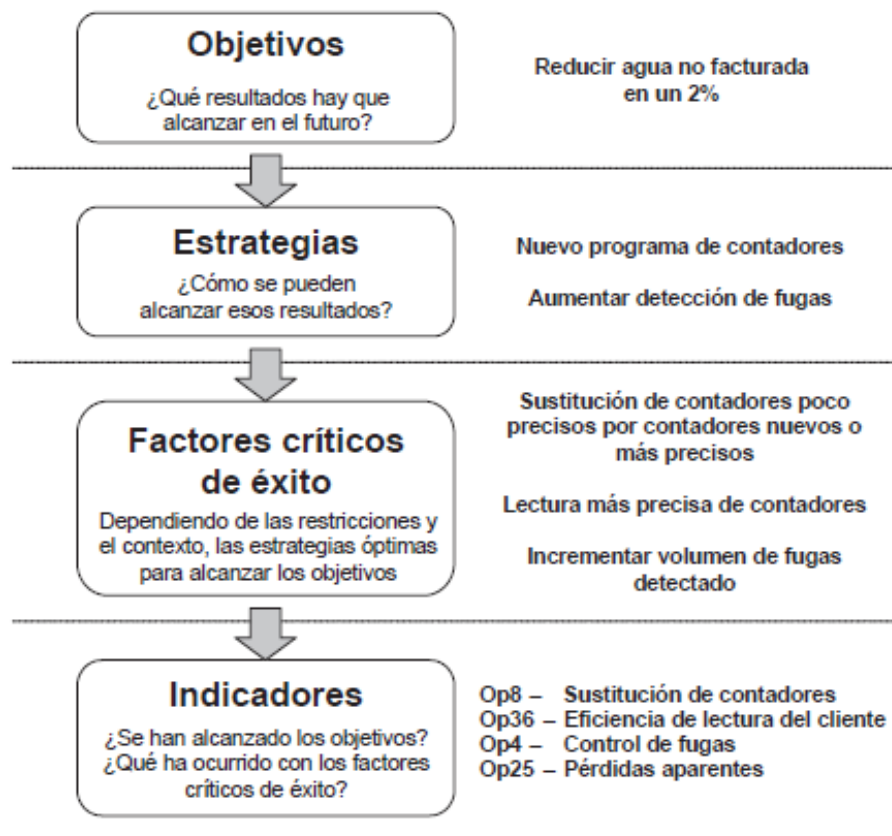 Objetivos
¿Qué resultados hay que
alcanzar en el futuro?
Reducir agua no facturada
en un 2%
Estrategias
¿Cómo se pueden
alcanzar esos resultados?
Nuevo programa de contadores
Aumentar detección de fugas
Factores críticos
de éxito
Dependiendo de las restricciones y
el contexto, las estrategias óptimas
para alcanzar los objetivos
Sustitución de contadores poco
precisos por contadores nuevos o
más precisos
Lectura más precisa de contadores
Incrementar volumen de fugas
detectado
Indicadores
¿Se han alcanzado los objetivos?
¿Qué ha ocurrido con los factores
críticos de éxito?
Op8 – Sustitución de contadores
Op36 – Eficiencia de lectura del cliente
Op4 – Control de fugas
Op25 – Pérdidas aparentes